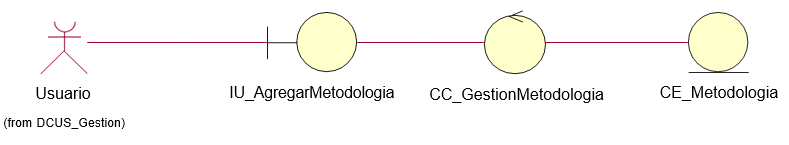 Usuario
(from DCUS_Gestion)
IU_AgregarMetodologia
CC_GestionMetodologia
CE_Metodologia